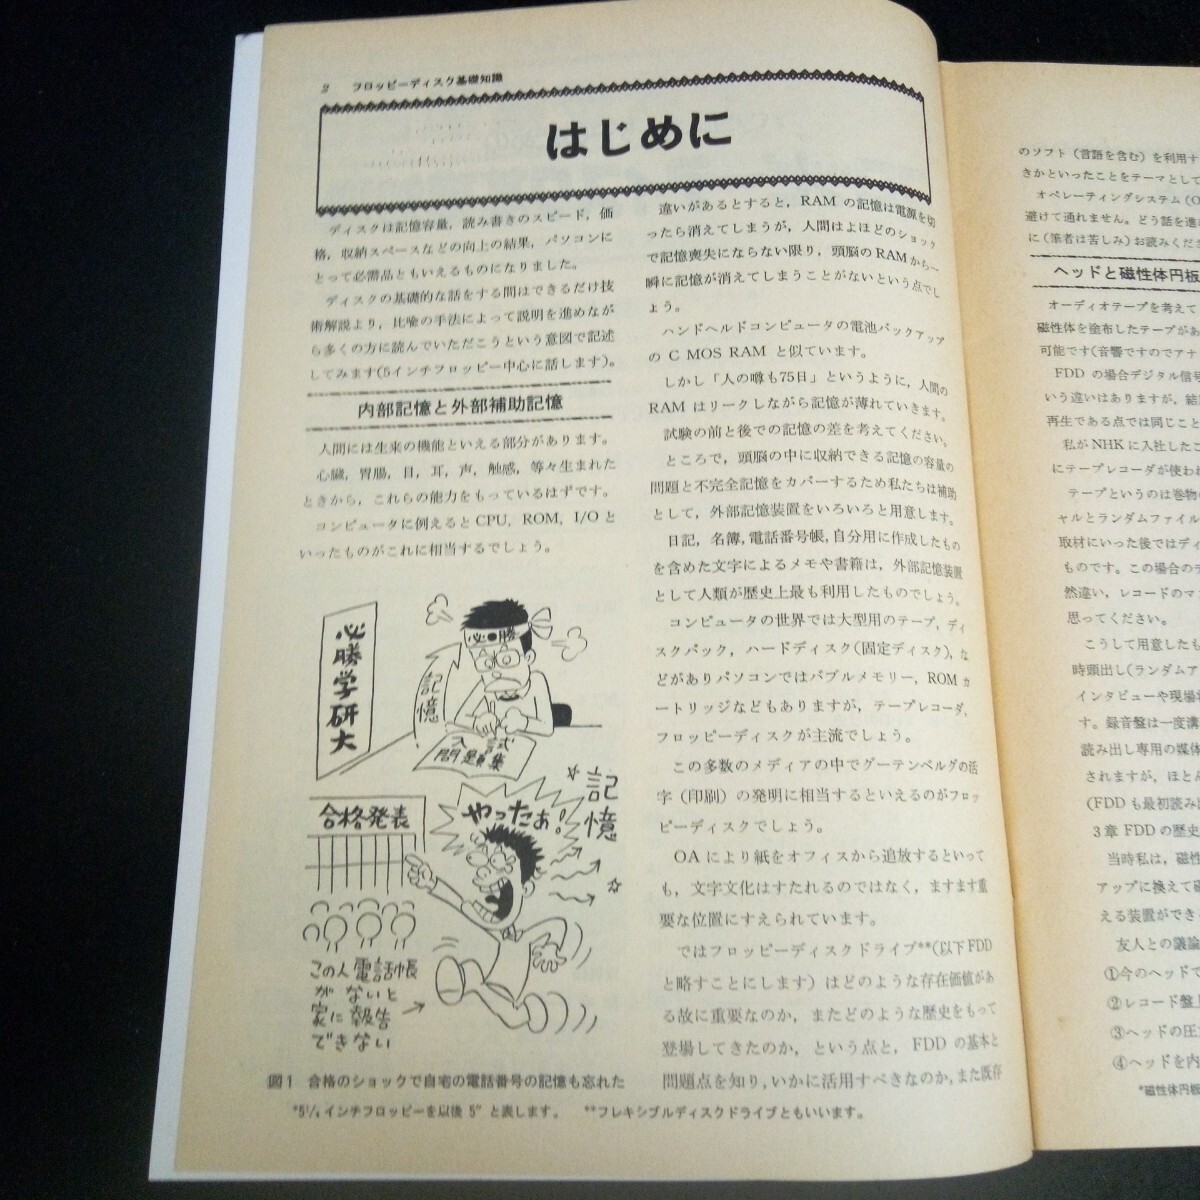 2　フロッピーディスク基礎知識
はじめに
ディスクは記憶容量，読み書きのスピード，価
格，収納スペースなどの向上の結果，パソコンに
とって必需品ともいえるものになりました。
ディスクの基礎的な話をする間はできるだけ技
術解説より，比喩の手法によって説明を進めなが
ら多くの方に読んでいただこうという意図で記述
してみます(5インチフロッピー中心に話します)。
内部記憶と外部補助記憶
人間には生来の機能といえる部分があります。
心臓，胃腸，目，耳，声，触感，等々生まれた
ときから，これらの能力をもっているはずです。
コンピュータに例えるとCPU，ROM，I/Oと
いったものがこれに相当するでしょう。
必勝学研大
必●勝
記憶
入試
問題集
合格発表
やったぁ！
記憶
この人電話帳
がないと
家に報告
できない
図1　合格のショックで自宅の電話番号の記憶も忘れた
違いがあるとすると，RAMの記憶は電源を切
ったら消えてしまうが，人間はよほどのショック
で記憶喪失にならない限り，頭脳のRAMから一
瞬に記憶が消えてしまうことがないという点でし
ょう。
ハンドヘルドコンピュータの電池バックアップ
のC MOS RAMと似ています。
しかし「人の噂も75日」というように，人間の
RAMはリークしながら記憶が薄れていきます。
試験の前と後での記憶の差を考えてください。
ところで，頭脳の中に収納できる記憶の容量の
問題と不完全記憶をカバーするため私たちは補助
として，外部記憶装置をいろいろと用意します。
日記，名簿，電話番号帳，自分用に作成したもの
を含めた文字によるメモや書籍は，外部記憶装置
として人類が歴史上最も利用したものでしょう。
コンピュータの世界では大型用のテープ，ディ
スクパック，ハードディスク(固定ディスク)，な
どがありパソコンではバブルメモリー，ROMカ
ートリッジなどもありますが，テープレコーダ，
フロッピーディスクが主流でしょう。
この多数のメディアの中でグーテンベルグの活
字（印刷）の発明に相当するといえるのがフロッ
ピーディスクでしょう。
OAにより紙をオフィスから追放するといって
も，文字文化はすたれるのではなく，ますます重
要な位置にすえられています。
ではフロッピーディスクドライブ**(以下FDD
と略すことにします）はどのような存在価値があ
る故に重要なのか，またどのような歴史をもって
登場してきたのか，という点と，FDDの基本と
問題点を知り，いかに活用すべきなのか，また既存
*5¼インチフロッピーを以後 5″と表します。　**フレキシブルディスクドライブともいいます。
のソフト（言語を含む）を利用す
きかといったことをテーマとして
オペレーティングシステム（O
避けて通れません。どう話を進め
に（筆者は苦しみ）お読みくださ
ヘッドと磁性体円板
オーディオテープを考えて
磁性体を塗布したテープがあ
可能です(音響ですのでアナ
FDDの場合デジタル信号
いう違いはありますが，結
再生である点では同じこと
私がNHKに入社したこ
にテープレコーダが使われ
テープというのは巻物の
ャルとランダムファイル
取材にいった後ではディ
ものです。この場合のデ
然違い，レコードのマ
思ってください。
こうして用意したも
時頭出し(ランダムア
インタビューや現場
す。録音盤は一度溝
読み出し専用の媒体
されますが，ほとん
(FDDも最初読み
3章FDDの歴史
当時私は，磁性
アップに換えて磁
える装置ができ
友人との議論
①今のヘッドで
②レコード盤上
③ヘッドの圧
④ヘッドを内
*磁性体円板